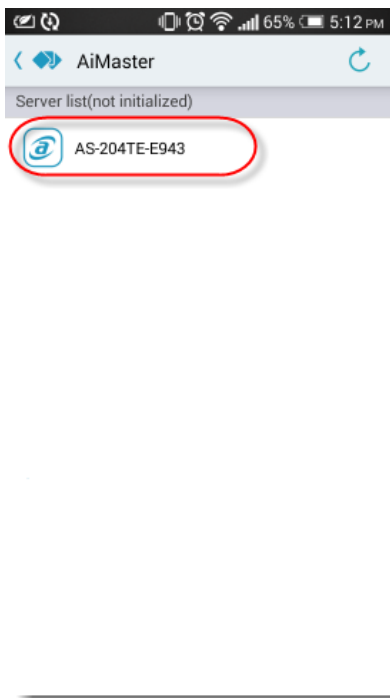 65% 5:12 PM
AiMaster
Server list(not initialized)
AS-204TE-E943